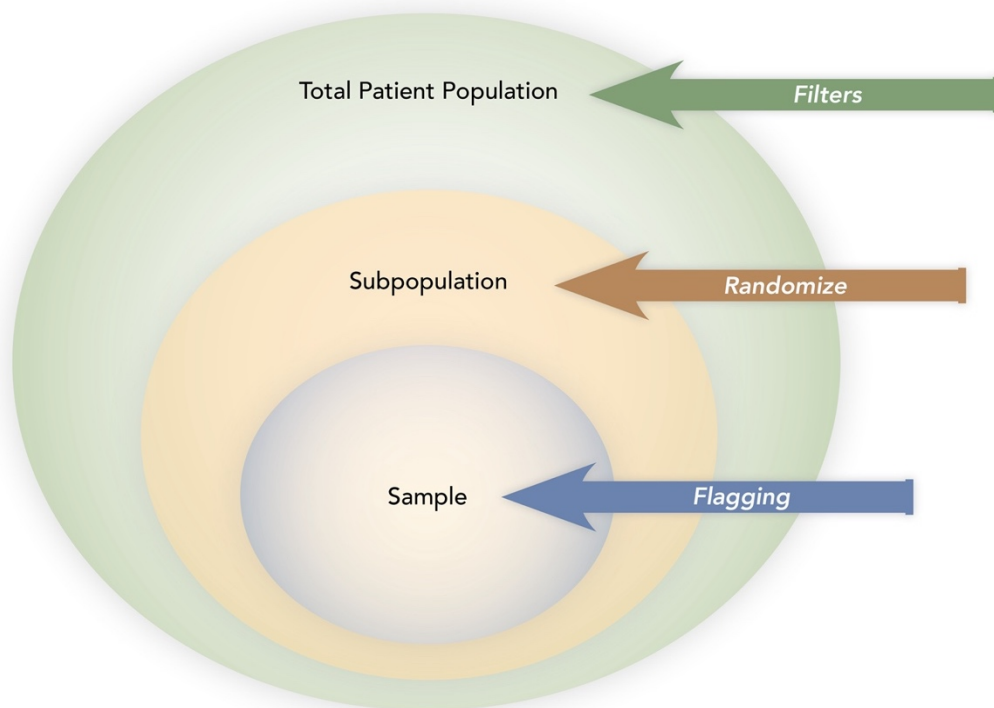 Total Patient Population
Filters
Subpopulation
Randomize
Sample
Flagging